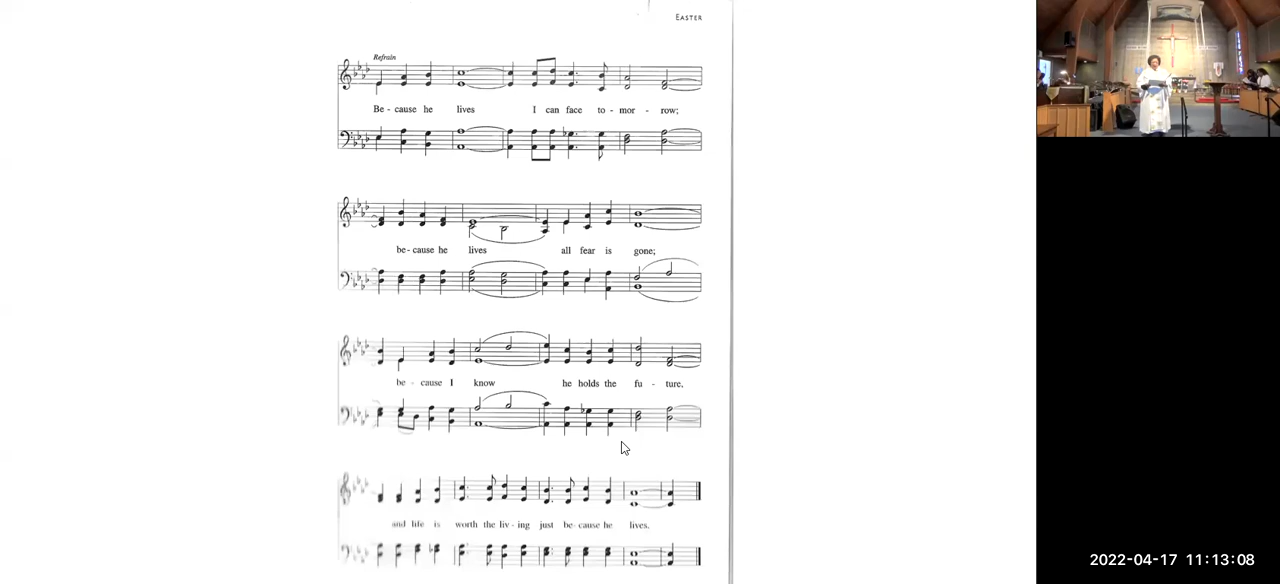 EASTER
Refrain
Be - cause he lives I can face to - mor - row;
be - cause he lives all fear is gone;
be - cause I know he holds the fu - ture,
and life is worth the liv - ing just be - cause he lives.
2022-04-17 11:13:08